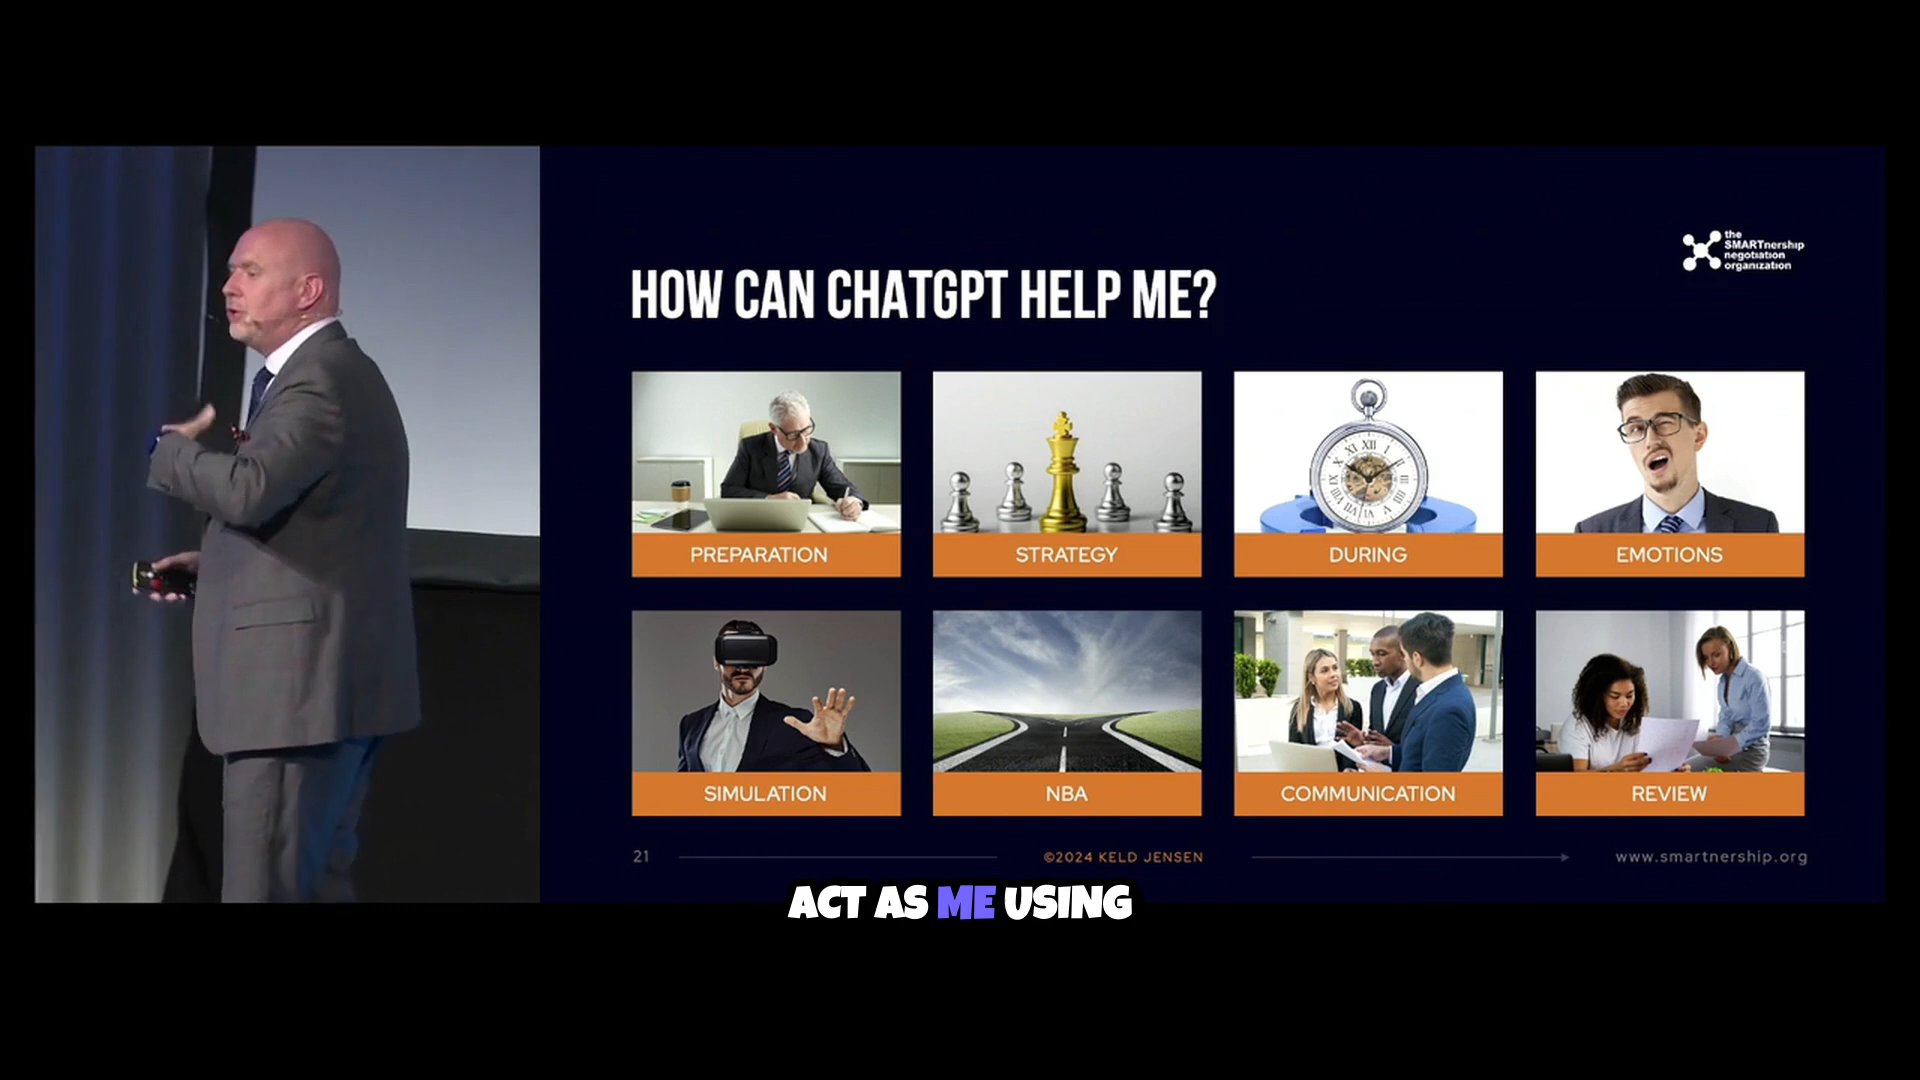 the
SMARTnership
negotiation
organization
HOW CAN CHATGPT HELP ME?
PREPARATION
STRATEGY
DURING
EMOTIONS
SIMULATION
NBA
COMMUNICATION
REVIEW
21
©2024 KELD JENSEN
www.smartnership.org
ACT AS ME USING